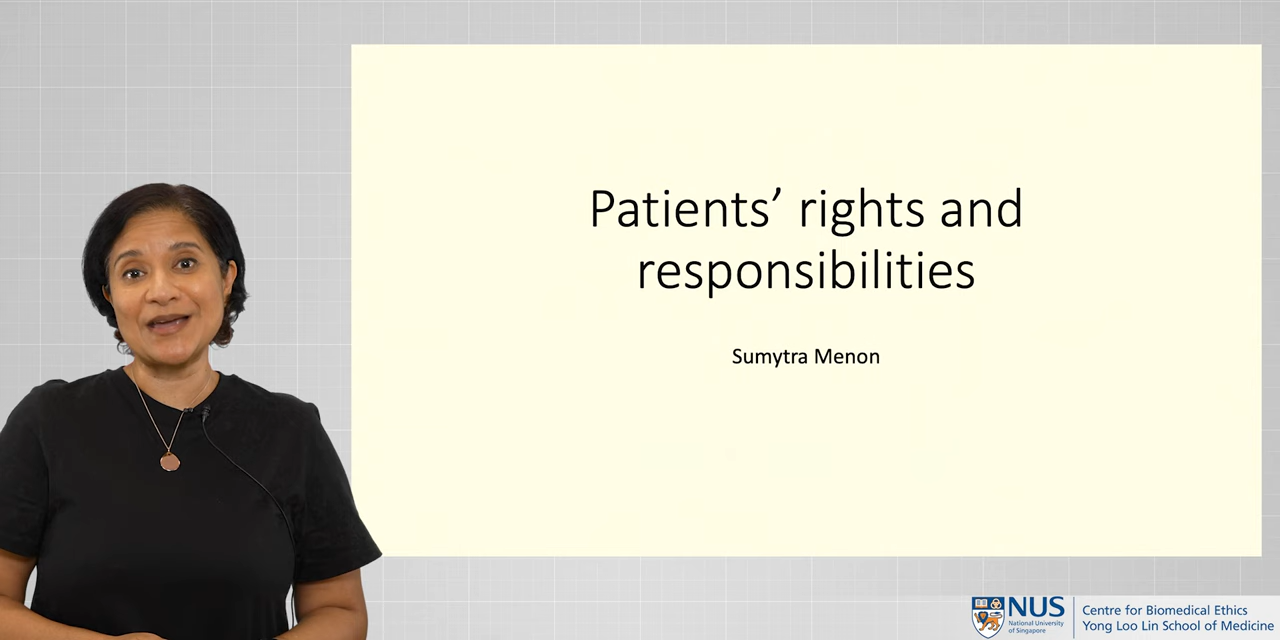 Patients’ rights and
responsibilities
Sumytra Menon
NUS
National University
of Singapore
Centre for Biomedical Ethics
Yong Loo Lin School of Medicine